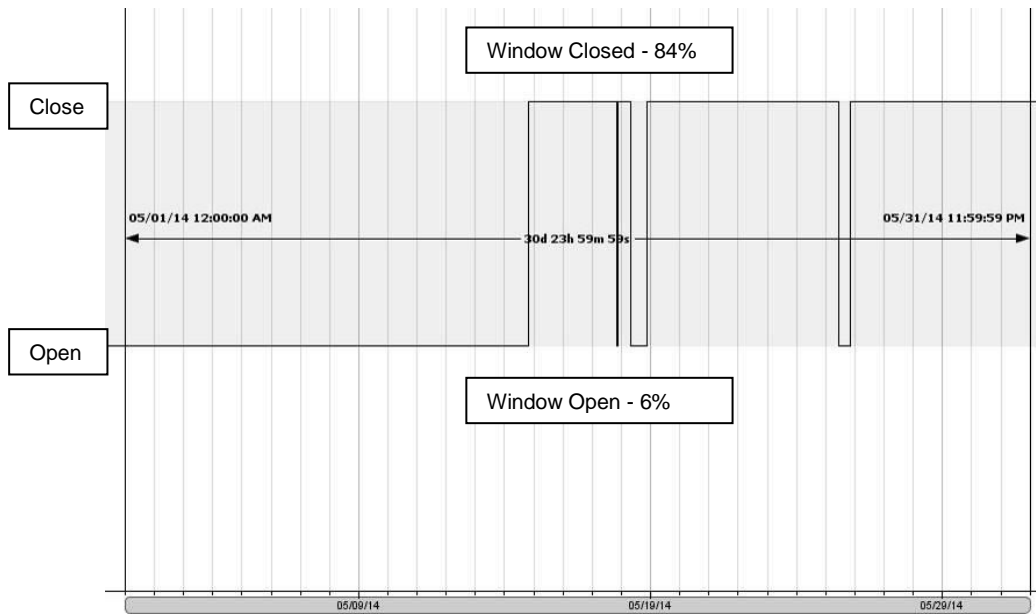 Window Closed - 84%
Close
05/01/14 12:00:00 AM
05/31/14 11:59:59 PM
30d 23h 59m 59s
Open
Window Open - 6%
05/09/14
05/19/14
05/29/14